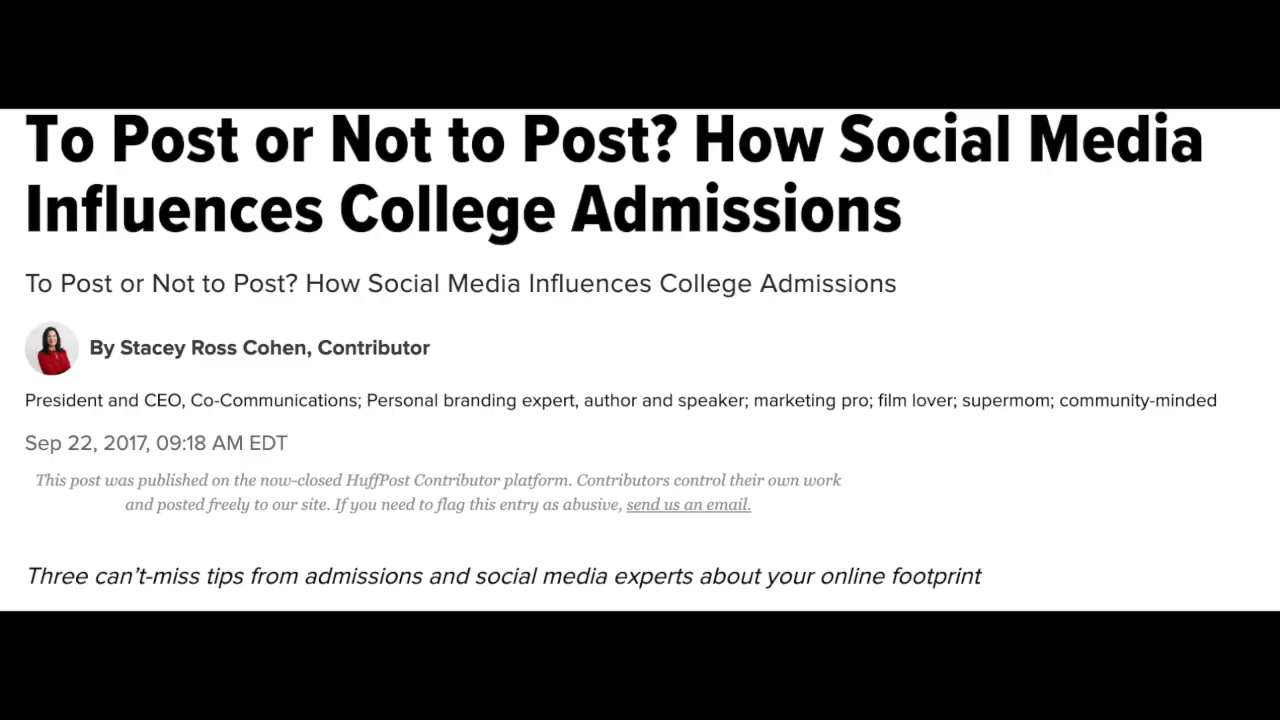 To Post or Not to Post? How Social Media
Influences College Admissions
To Post or Not to Post? How Social Media Influences College Admissions
By Stacey Ross Cohen, Contributor
President and CEO, Co-Communications; Personal branding expert, author and speaker; marketing pro; film lover; supermom; community-minded
Sep 22, 2017, 09:18 AM EDT
This post was published on the now-closed HuffPost Contributor platform. Contributors control their own work
and posted freely to our site. If you need to flag this entry as abusive, send us an email.
Three can’t-miss tips from admissions and social media experts about your online footprint